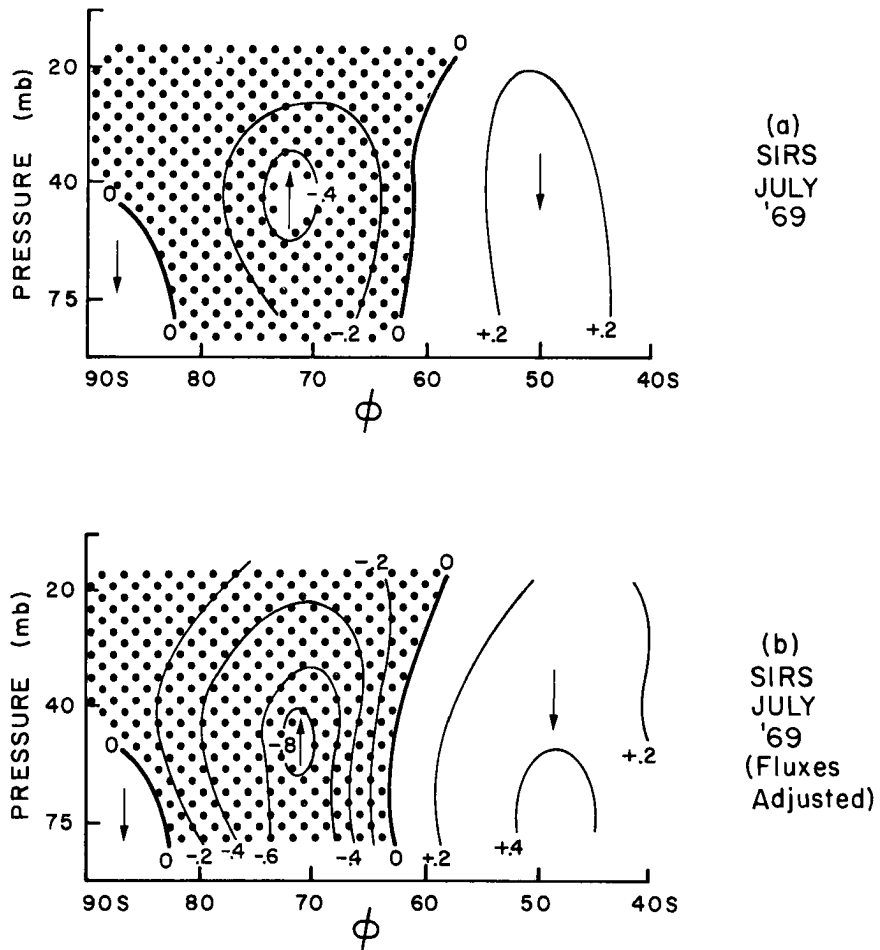 0
20
PRESSURE (mb)
40
0
-.4
75
0
-.2
0
+.2
+.2
90S
80
70
60
50
40S
ϕ
(a)
SIRS
JULY
'69
-.2
0
20
PRESSURE (mb)
40
0
-.8
+.2
75
0
-.2
-.4
-.6
-.4
0
+.2
+.4
90S
80
70
60
50
40S
ϕ
(b)
SIRS
JULY
'69
(Fluxes
Adjusted)